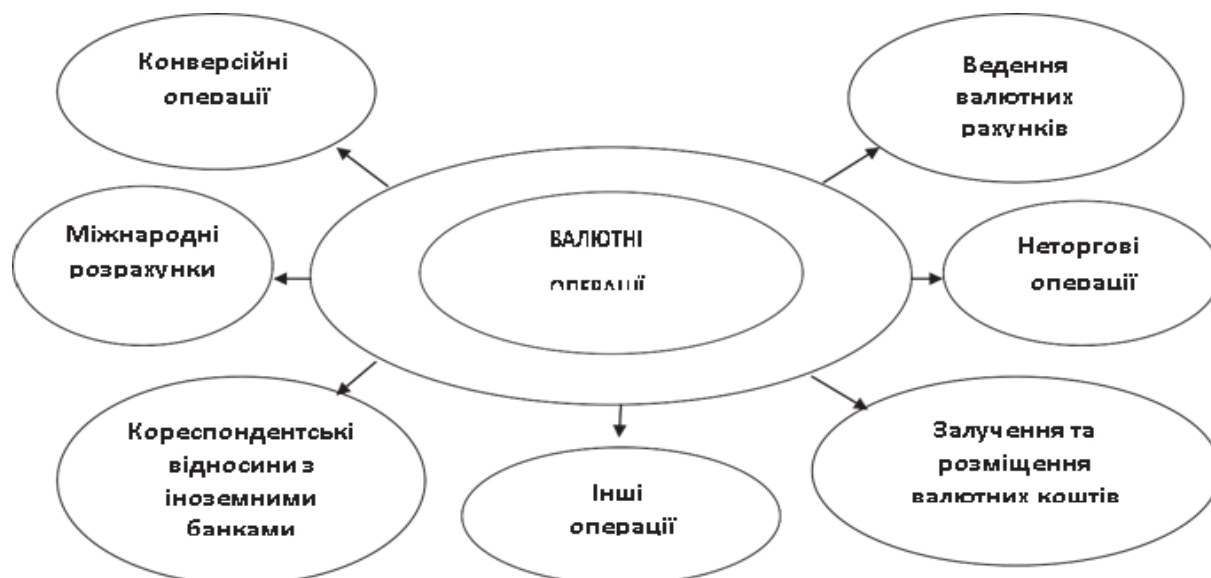 Конверсійні
операції
Ведення
валютних
рахунків
Міжнародні
розрахунки
ВАЛЮТНІ
ОПЕРАЦІЇ
Неторгові
операції
Кореспондентські
відносини з
іноземними
банками
Інші
операції
Залучення та
розміщення
валютних коштів